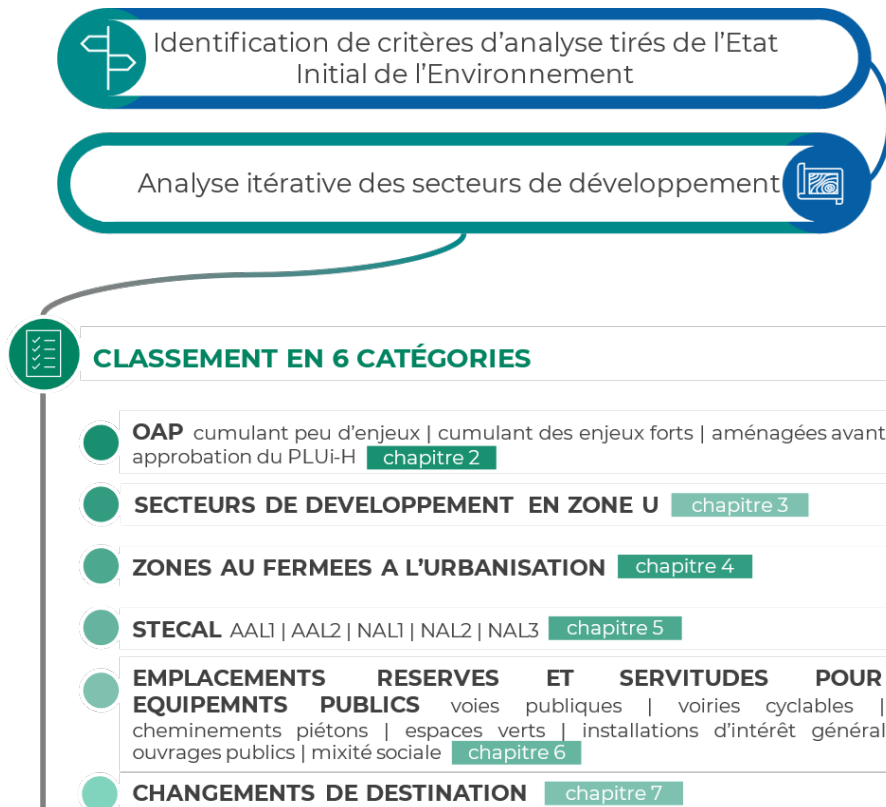 Identification de critères d'analyse tirés de l'Etat
Initial de l'Environnement
Analyse itérative des secteurs de développement
CLASSEMENT EN 6 CATÉGORIES
OAP cumulant peu d'enjeux | cumulant des enjeux forts | aménagées avant
approbation du PLUi-H chapitre 2
SECTEURS DE DEVELOPPEMENT EN ZONE U chapitre 3
ZONES AU FERMEES A L'URBANISATION chapitre 4
STECAL AAL1 | AAL2 | NAL1 | NAL2 | NAL3 chapitre 5
EMPLACEMENTS RESERVES ET SERVITUDES POUR
EQUIPEMNTS PUBLICS voies publiques | voiries cyclables |
cheminements piétons | espaces verts | installations d'intérêt général
ouvrages publics | mixité sociale chapitre 6
CHANGEMENTS DE DESTINATION chapitre 7